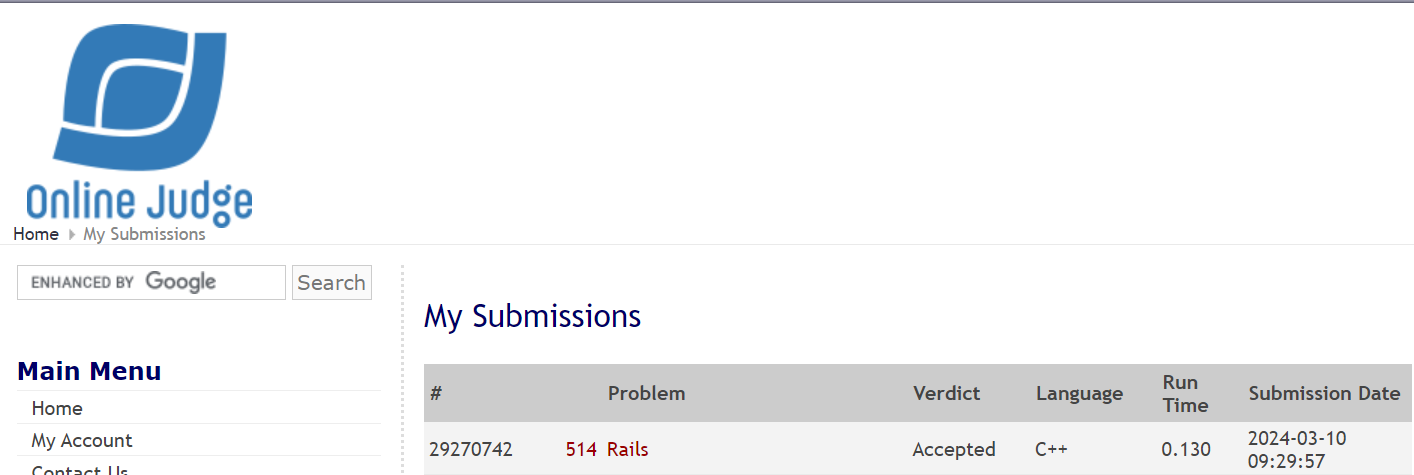 Online Judge
Home My Submissions
ENHANCED BY Google Search
Main Menu
Home
My Account
Contact Us
My Submissions
# Problem Verdict Language Run Time Submission Date
29270742 514 Rails Accepted C++ 0.130 2024-03-10 09:29:57